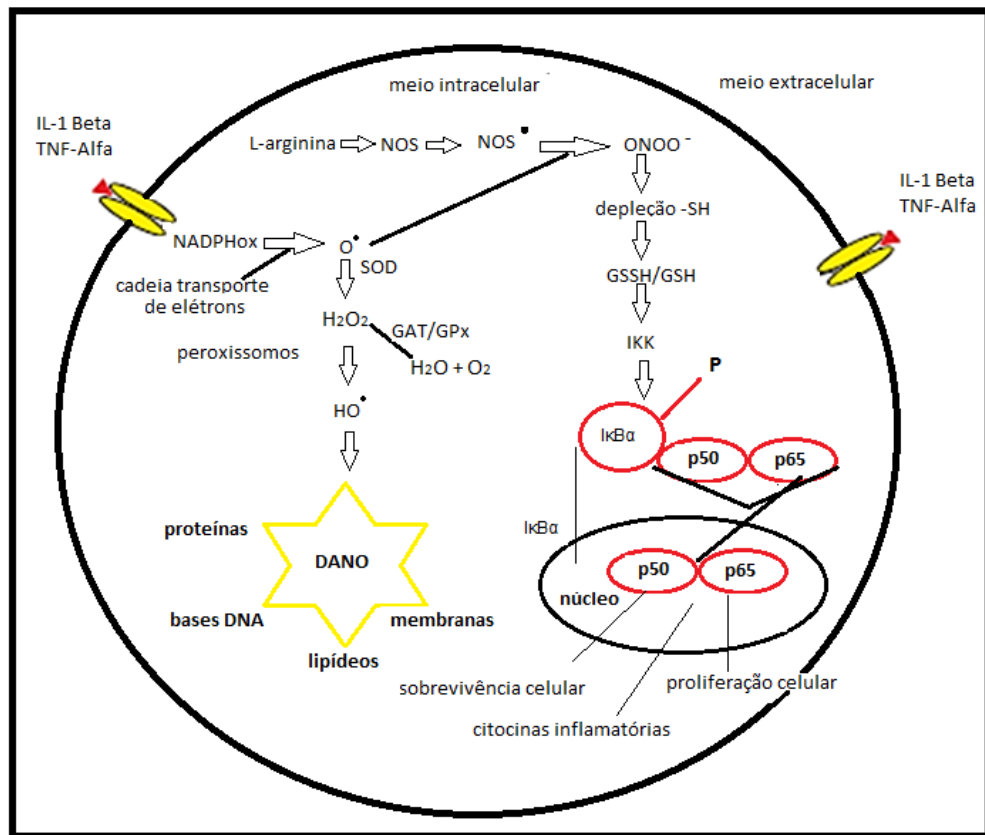 meio intracelular
meio extracelular
IL-1 Beta
TNF-Alfa
L-arginina
NOS
NOS•
ONOO⁻
IL-1 Beta
TNF-Alfa
depleção -SH
NADPHox
O•
SOD
cadeia transporte
de elétrons
GSSH/GSH
H₂O₂
GAT/GPx
peroxissomos
H₂O + O₂
IKK
P
HO•
IκBα
p50
p65
proteínas
IκBα
DANO
p50
p65
núcleo
bases DNA
membranas
lipídeos
sobrevivência celular
proliferação celular
citocinas inflamatórias